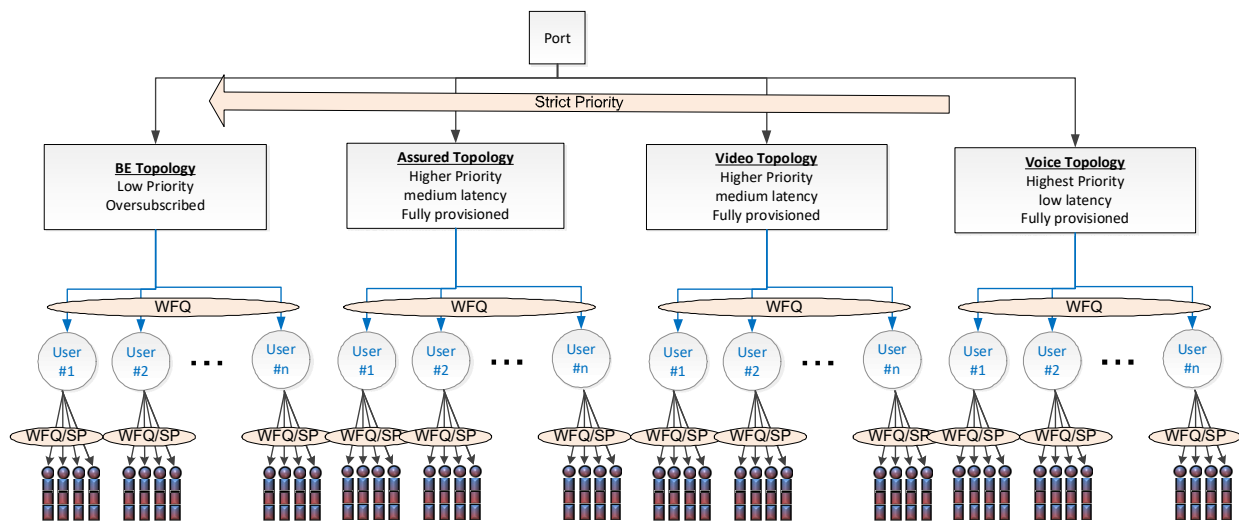 Port
Strict Priority
BE Topology
Low Priority
Oversubscribed
Assured Topology
Higher Priority
medium latency
Fully provisioned
Video Topology
Higher Priority
medium latency
Fully provisioned
Voice Topology
Highest Priority
low latency
Fully provisioned
WFQ
WFQ
WFQ
WFQ
User
#1
User
#2
...
User
#n
User
#1
User
#2
...
User
#n
User
#1
User
#2
...
User
#n
User
#1
User
#2
...
User
#n
WFQ/SP
WFQ/SP
WFQ/SP
WFQ/SP
WFQ/SP
WFQ/SP
WFQ/SP
WFQ/SP
WFQ/SP
WFQ/SP
WFQ/SP
WFQ/SP